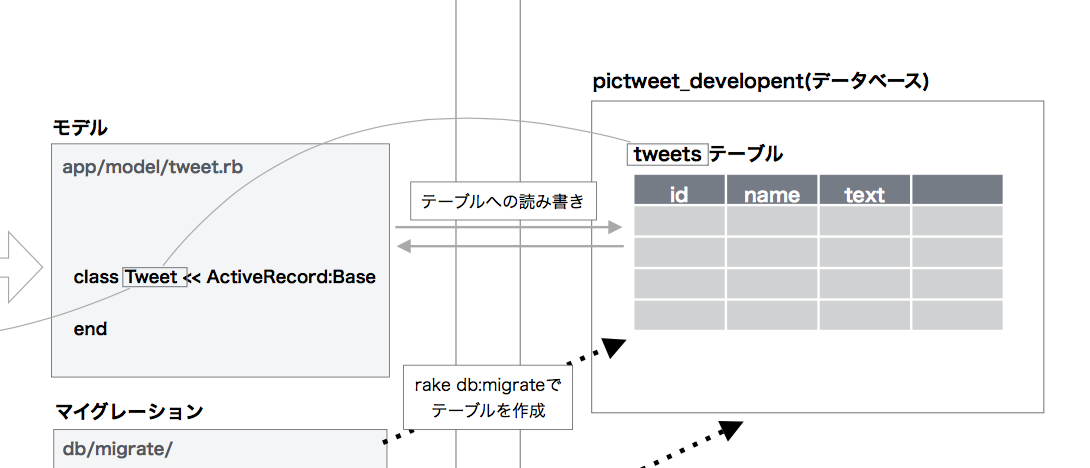 pictweet_developent(データベース)
モデル
app/model/tweet.rb
tweets テーブル
テーブルへの読み書き
id name text
class Tweet << ActiveRecord:Base
end
rake db:migrateで
テーブルを作成
マイグレーション
db/migrate/